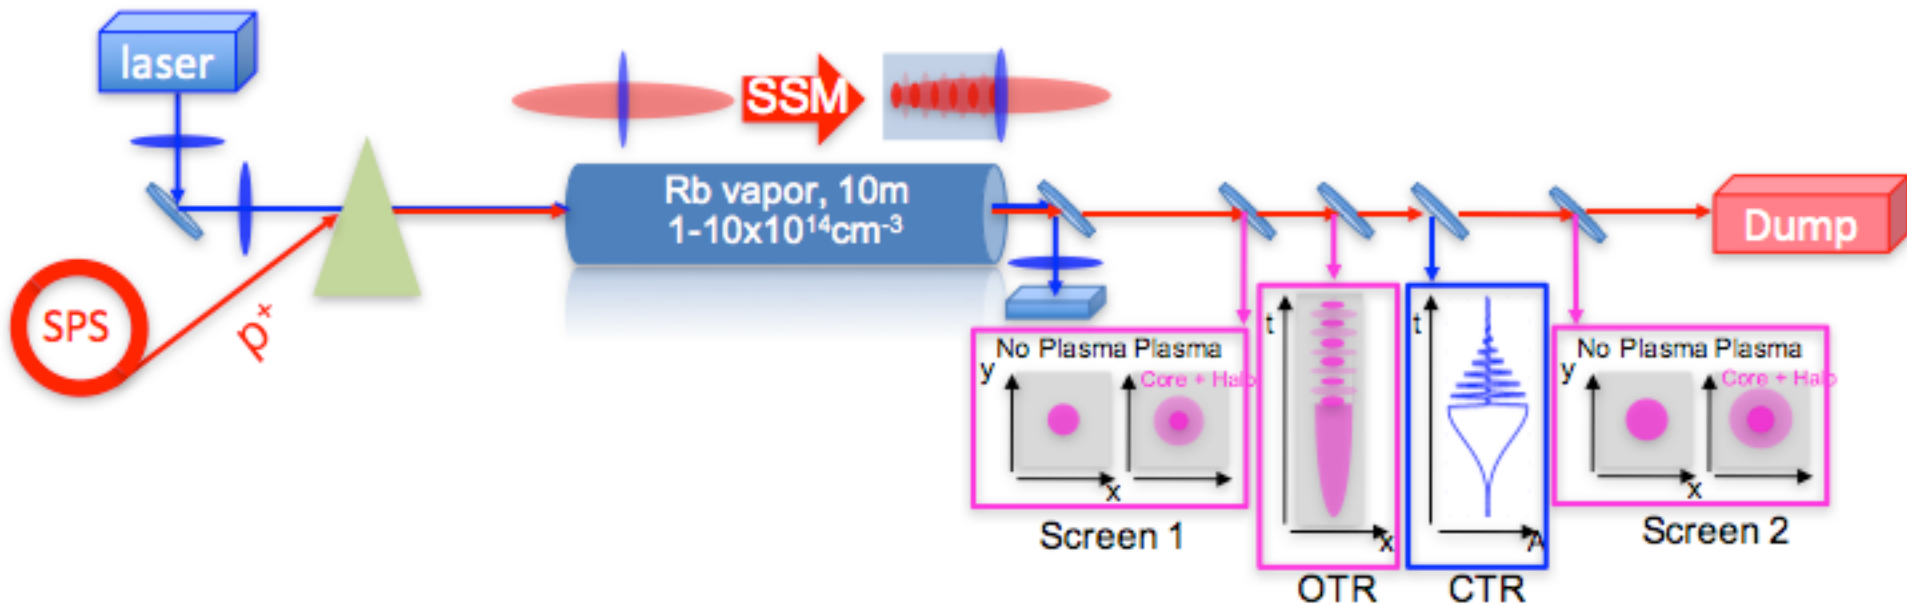 laser
SSM
Rb vapor, 10m
1-10x10¹⁴cm⁻³
SPS
p⁺
Dump
No Plasma Plasma
y
Core + Halo
x
Screen 1
t
x
OTR
t
A
CTR
No Plasma Plasma
y
Core + Halo
x
Screen 2